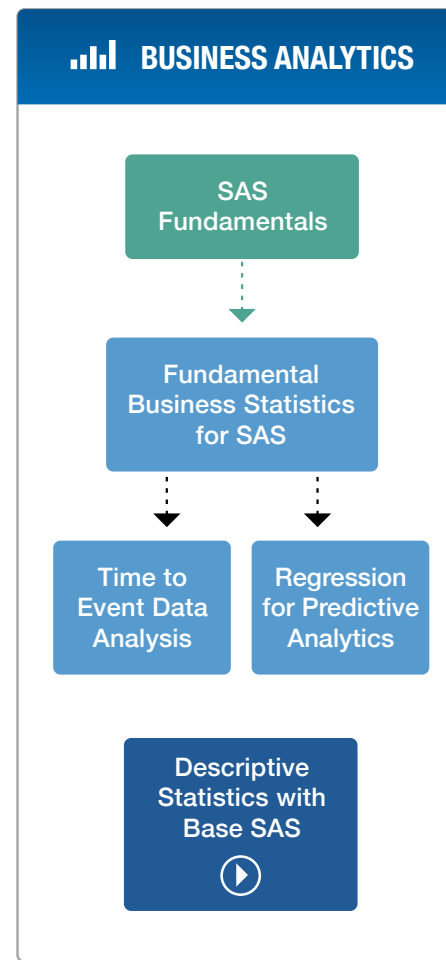 BUSINESS ANALYTICS
SAS
Fundamentals
Fundamental
Business Statistics
for SAS
Time to
Event Data
Analysis
Regression
for Predictive
Analytics
Descriptive
Statistics with
Base SAS